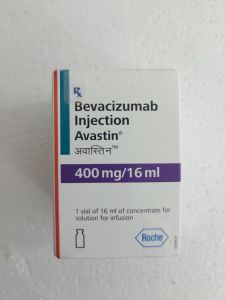 Rx
Bevacizumab
Injection
Avastin®
अवास्तिन™
400 mg/16 ml
1 vial of 16 ml of concentrate for
solution for infusion
Roche